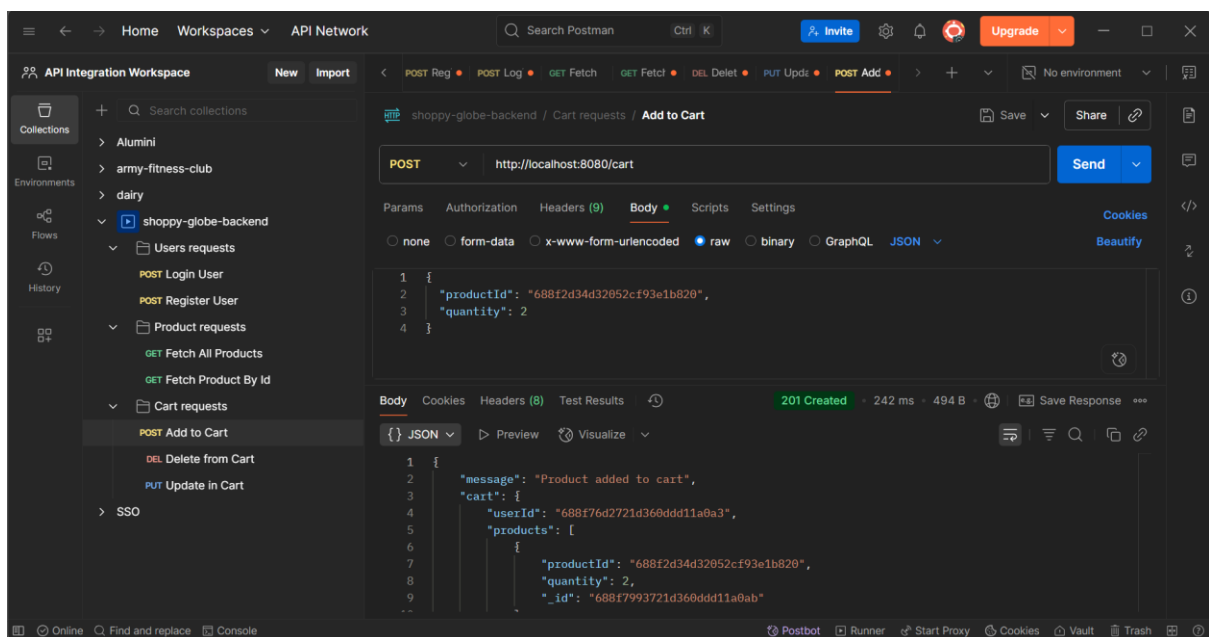 Home Workspaces API Network Search Postman Ctrl K Invite Upgrade
API Integration Workspace New Import
POST Reg POST Log GET Fetch GET Fetch DEL Delet POST Add No environment
Collections
Environments
Flows
History
Search collections
Alumini
army-fitness-club
dairy
shoppy-globe-backend
Users requests
POST Login User
POST Register User
Product requests
GET Fetch All Products
GET Fetch Product By Id
Cart requests
POST Add to Cart
DEL Delete from Cart
PUT Update in Cart
SSO
HTTP shoppy-globe-backend / Cart requests / Add to Cart Save Share
POST http://localhost:8080/cart Send
Params Authorization Headers (9) Body Scripts Settings Cookies
none form-data x-www-form-urlencoded raw binary GraphQL JSON Beautify
1 {
2 "productId": "688f2d34d32052cf93e1b820",
3 "quantity": 2
4 }
Body Cookies Headers (8) Test Results 201 Created 242 ms 494 B Save Response
{} JSON Preview Visualize
1 {
2 "message": "Product added to cart",
3 "cart": {
4 "userId": "688f76d2721d360ddd11a0a3",
5 "products": [
6 {
7 "productId": "688f2d34d32052cf93e1b820",
8 "quantity": 2,
9 "_id": "688f7993721d360ddd11a0ab"
Online Find and replace Console Postbot Runner Start Proxy Cookies Vault Trash